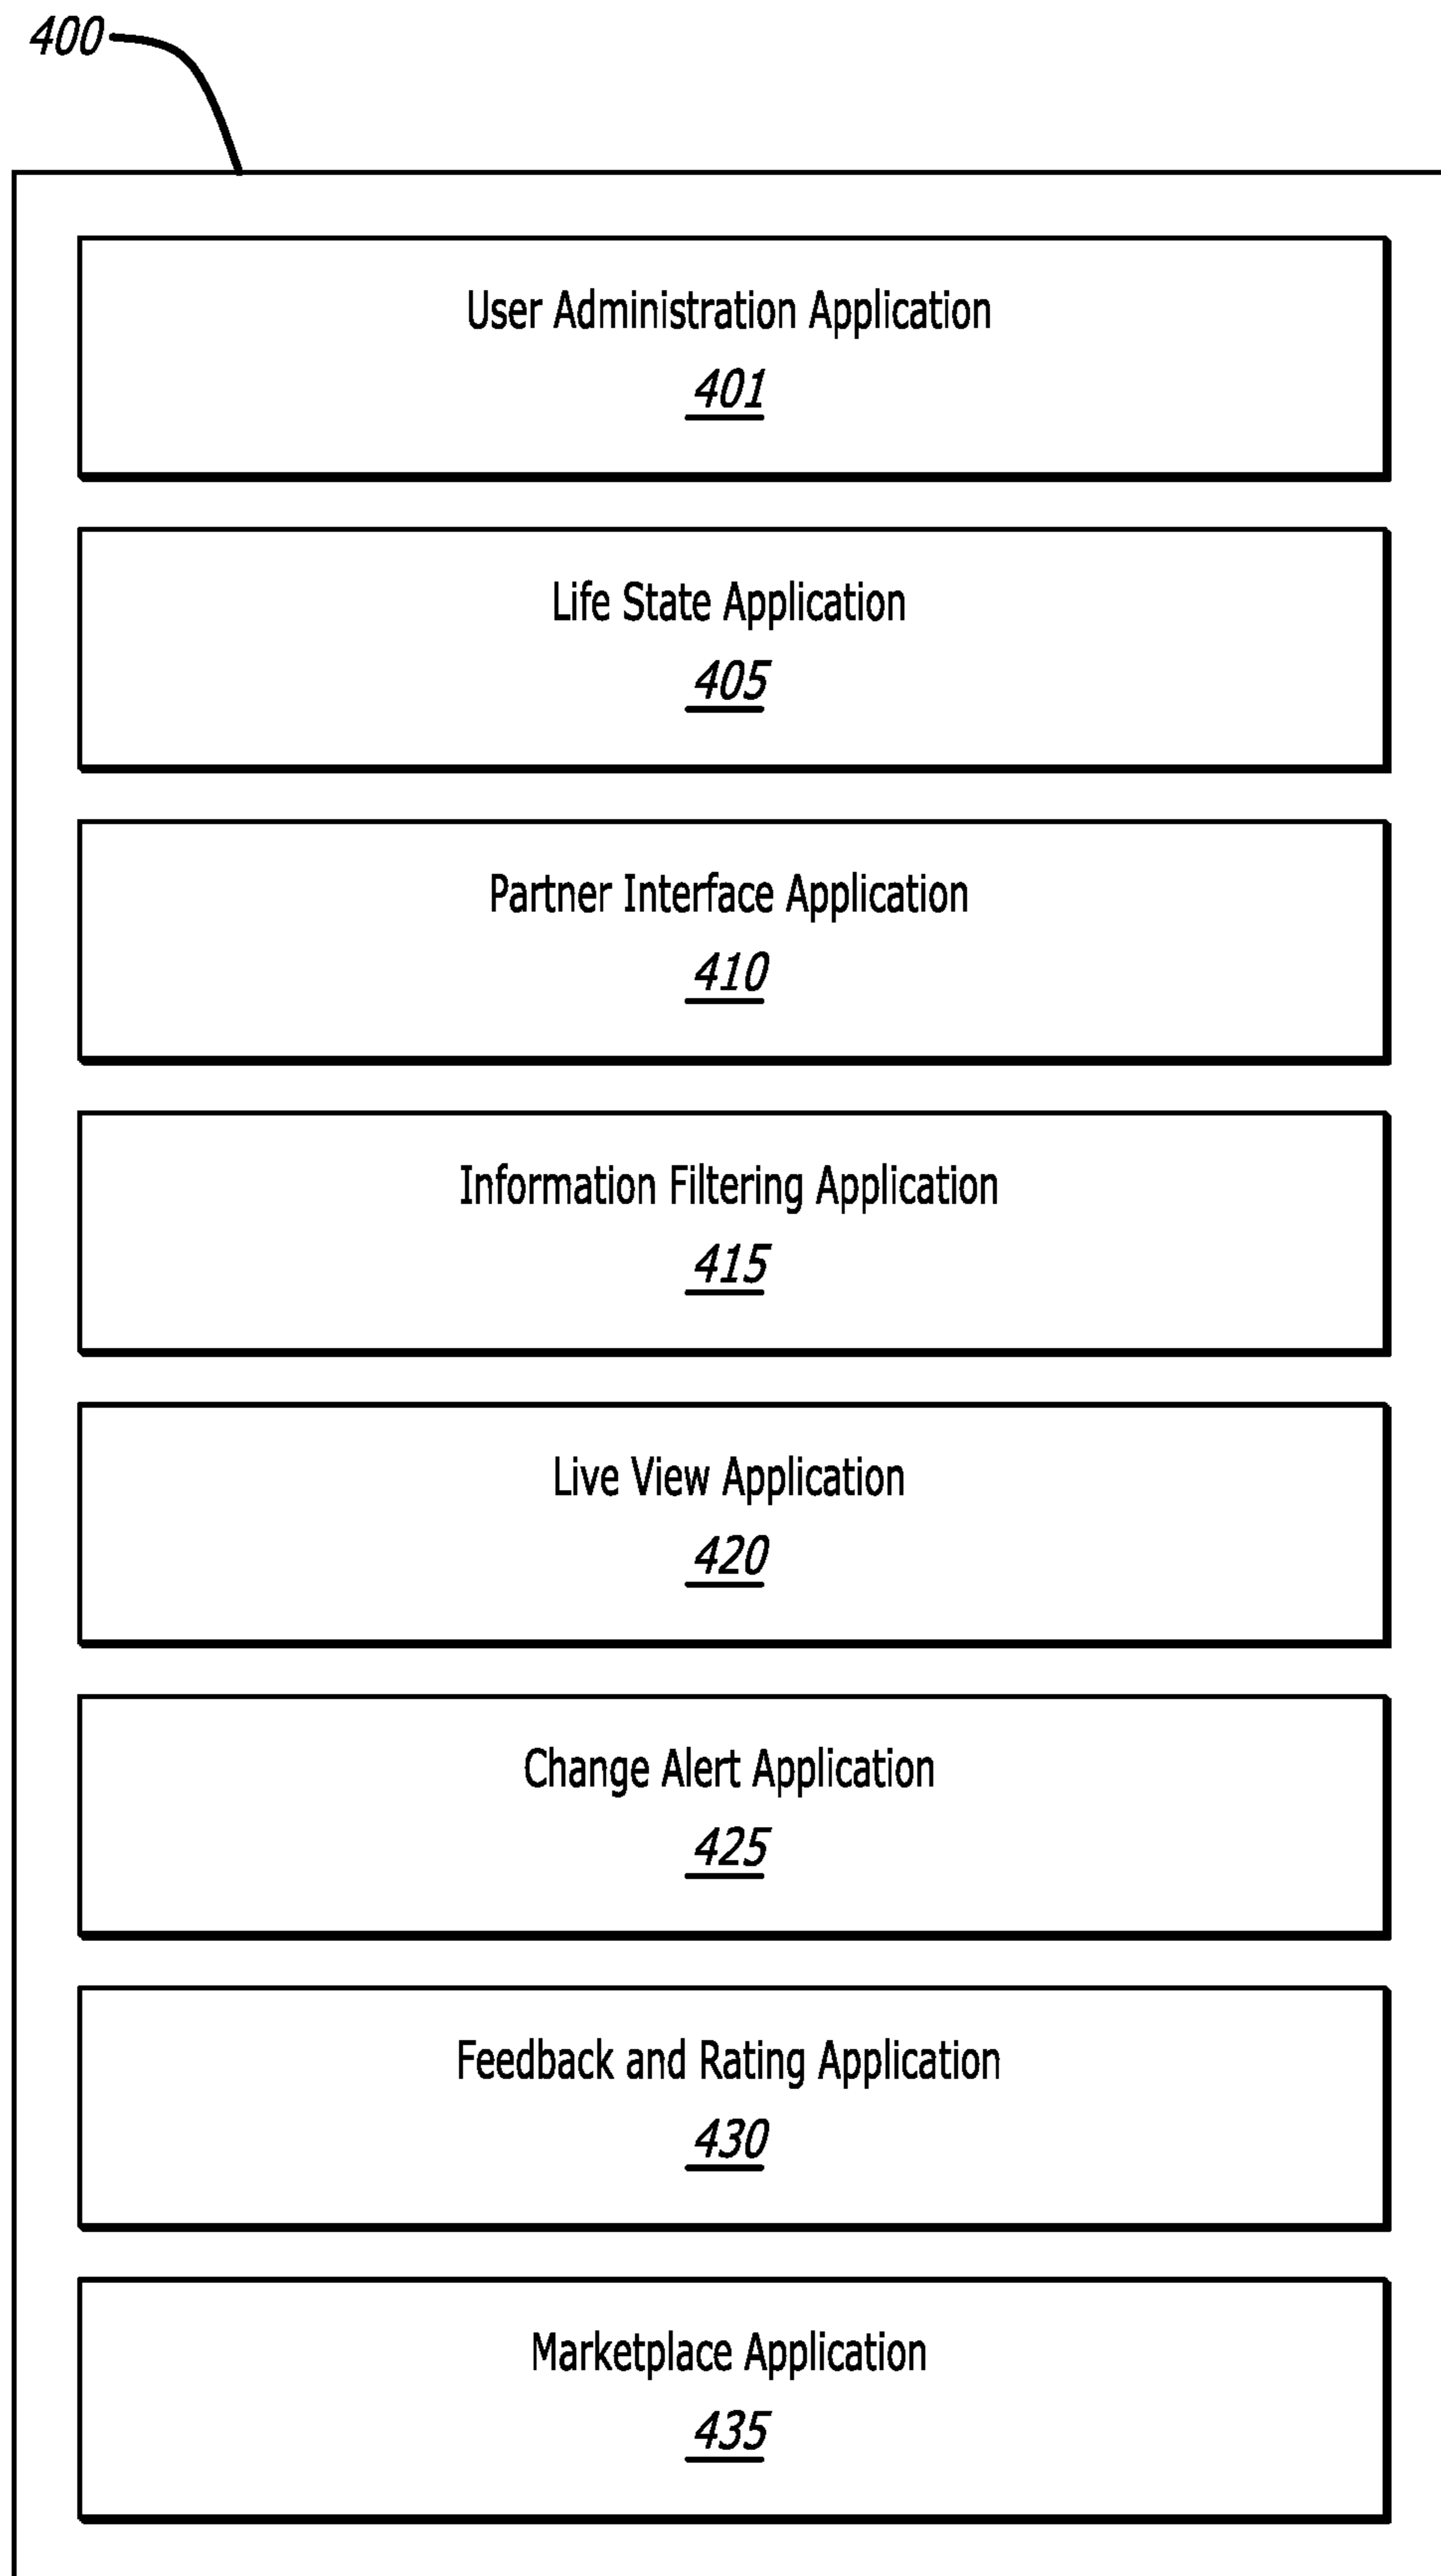 400
User Administration Application
401
Life State Application
405
Partner Interface Application
410
Information Filtering Application
415
Live View Application
420
Change Alert Application
425
Feedback and Rating Application
430
Marketplace Application
435